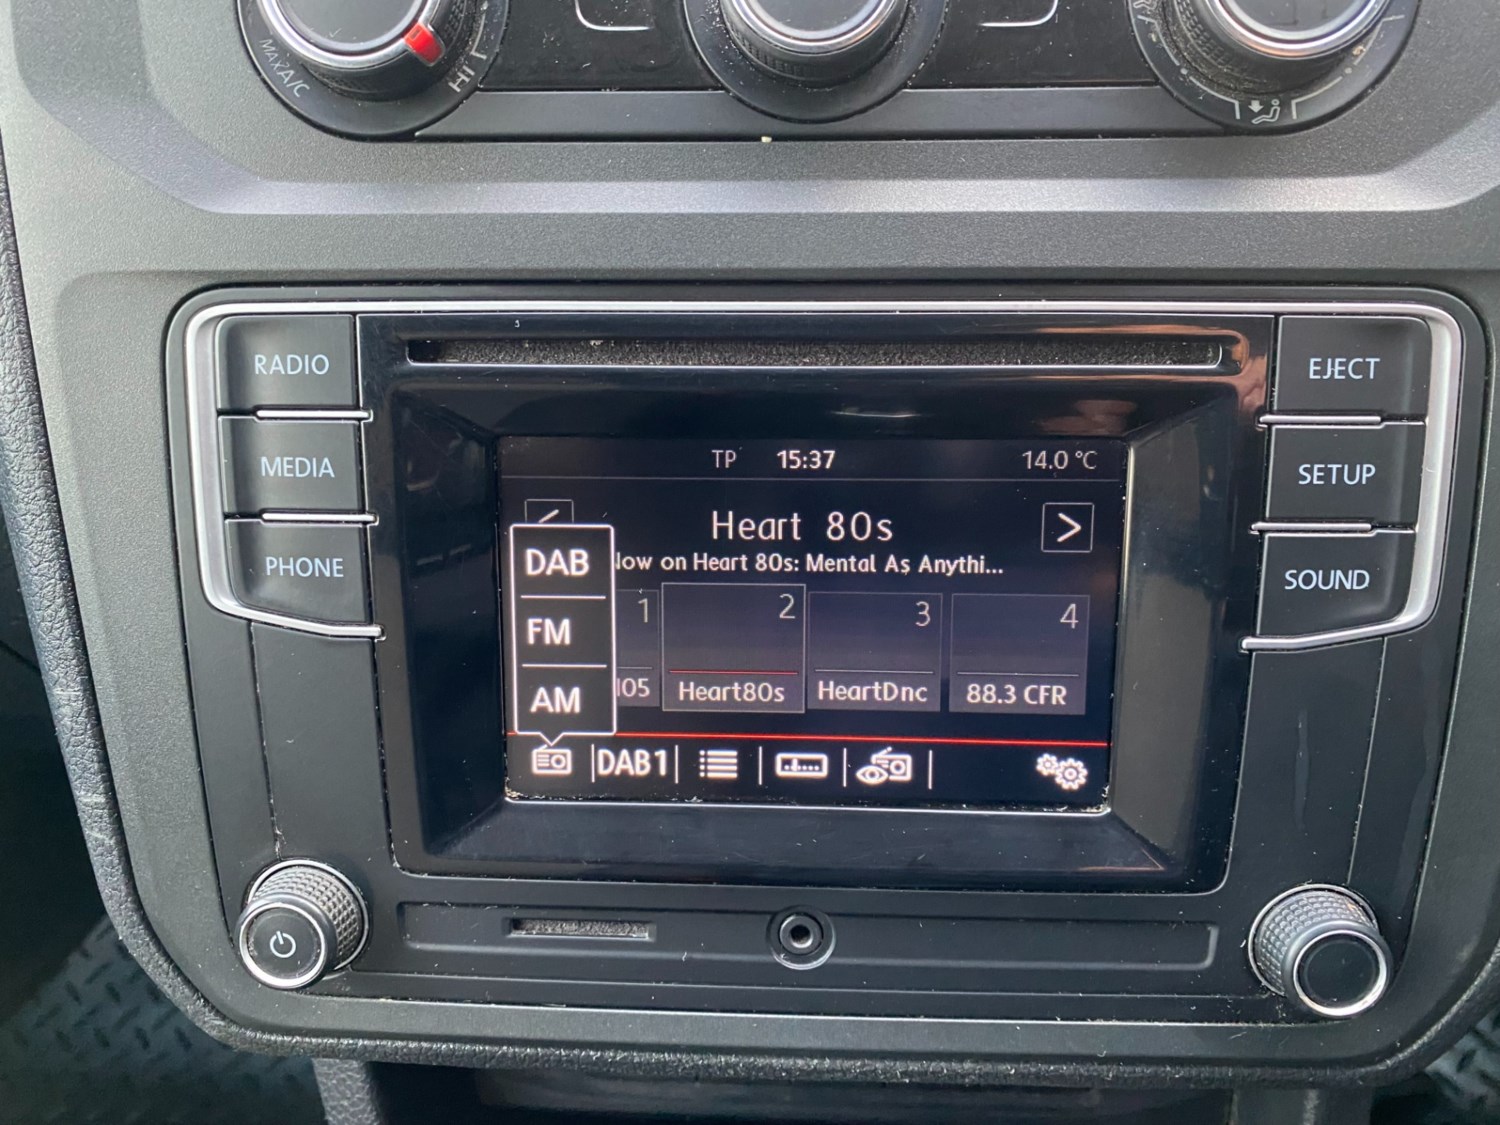 MAX A/C
HI
RADIO
MEDIA
PHONE
EJECT
SETUP
SOUND
TP 15:37 14.0 °C
< Heart 80s >
Now on Heart 80s: Mental As Anythi...
DAB
FM
AM
1 2 3 4
105 Heart80s HeartDnc 88.3 CFR
DAB1